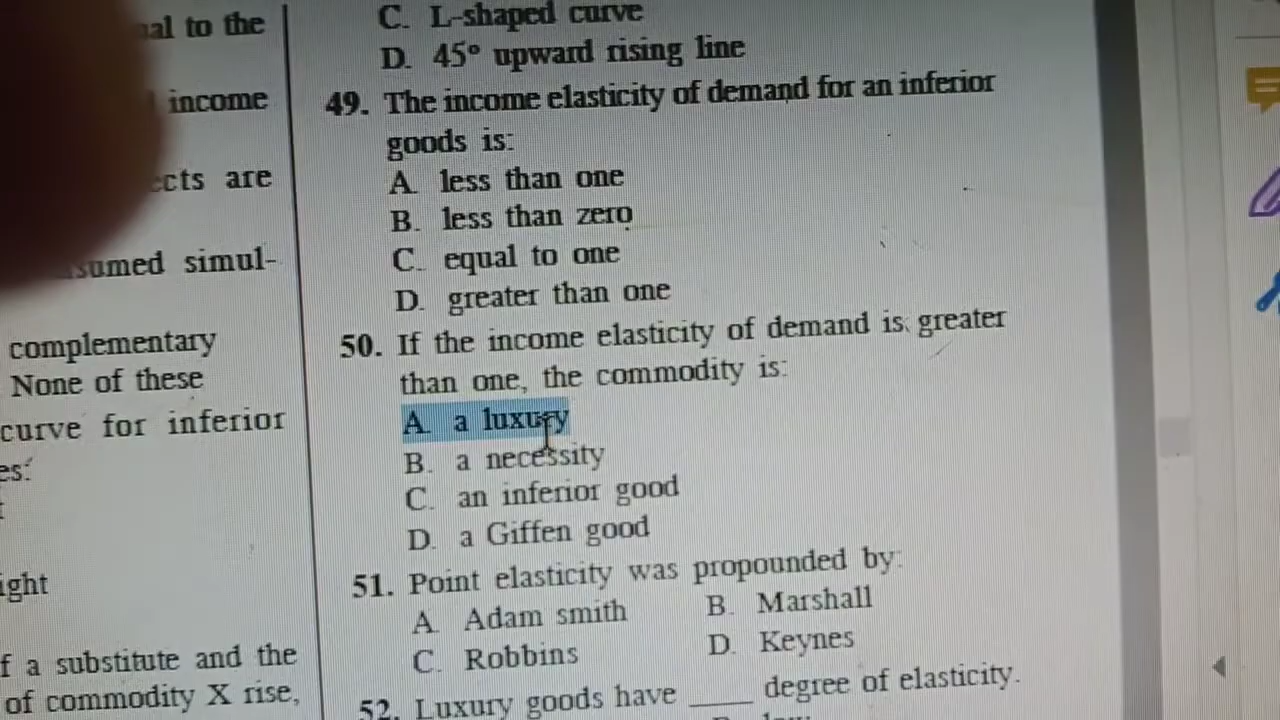 al to the
income
cts are
sumed simul-
complementary
None of these
curve for inferior
es:
ight
f a substitute and the
of commodity X rise,
C. L-shaped curve
D. 45° upward rising line
49. The income elasticity of demand for an inferior
goods is:
A. less than one
B. less than zero
C. equal to one
D. greater than one
50. If the income elasticity of demand is greater
than one, the commodity is:
A. a luxury
B. a necessity
C. an inferior good
D. a Giffen good
51. Point elasticity was propounded by:
A. Adam smith B. Marshall
C. Robbins D. Keynes
52. Luxury goods have ____ degree of elasticity.